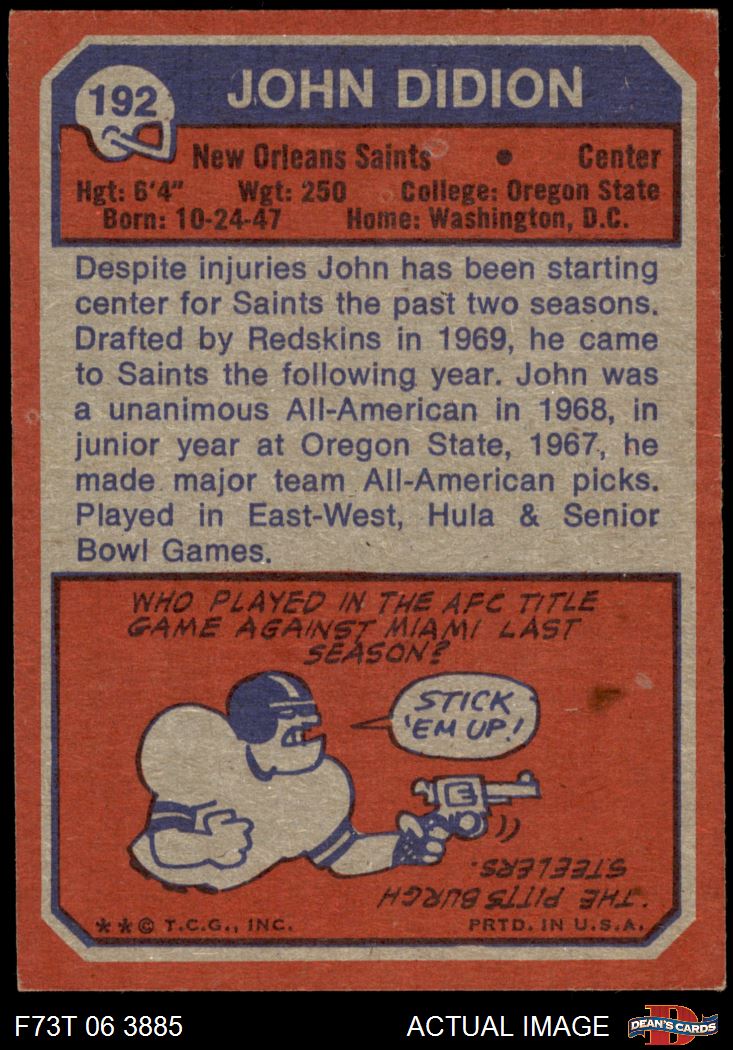 192
JOHN DIDION
New Orleans Saints • Center
Hgt: 6'4" Wgt: 250 College: Oregon State
Born: 10-24-47 Home: Washington, D.C.
Despite injuries John has been starting
center for Saints the past two seasons.
Drafted by Redskins in 1969, he came
to Saints the following year. John was
a unanimous All-American in 1968, in
junior year at Oregon State, 1967, he
made major team All-American picks.
Played in East-West, Hula & Senior
Bowl Games.
WHO PLAYED IN THE AFC TITLE
GAME AGAINST MIAMI LAST
SEASON?
STICK
'EM UP!
THE PITTSBURGH
STEELERS.
**© T.C.G., INC. PRTD. IN U.S.A.
F73T 06 3885 ACTUAL IMAGE D DEAN'S CARDS